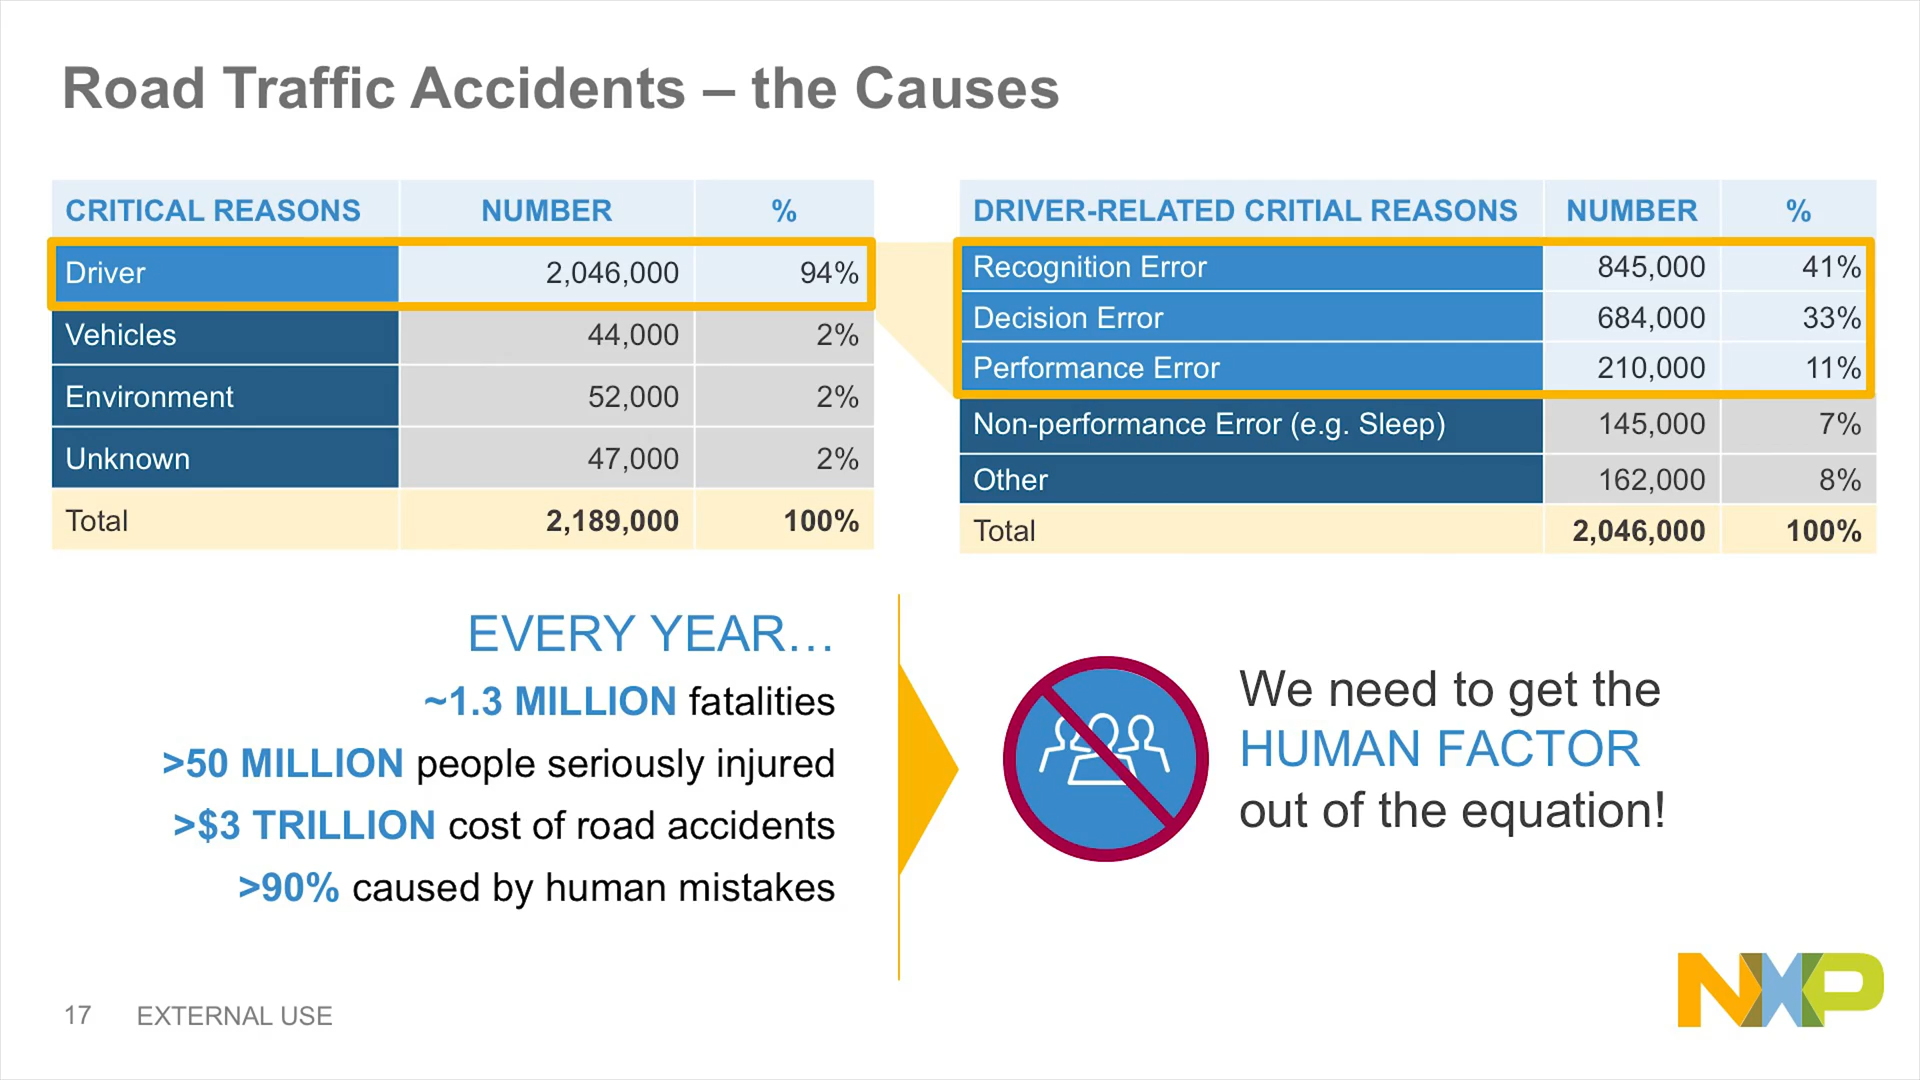 Road Traffic Accidents – the Causes
CRITICAL REASONS NUMBER %
Driver 2,046,000 94%
Vehicles 44,000 2%
Environment 52,000 2%
Unknown 47,000 2%
Total 2,189,000 100%
DRIVER-RELATED CRITIAL REASONS NUMBER %
Recognition Error 845,000 41%
Decision Error 684,000 33%
Performance Error 210,000 11%
Non-performance Error (e.g. Sleep) 145,000 7%
Other 162,000 8%
Total 2,046,000 100%
EVERY YEAR…
~1.3 MILLION fatalities
>50 MILLION people seriously injured
>$3 TRILLION cost of road accidents
>90% caused by human mistakes
We need to get the
HUMAN FACTOR
out of the equation!
17 EXTERNAL USE
NXP